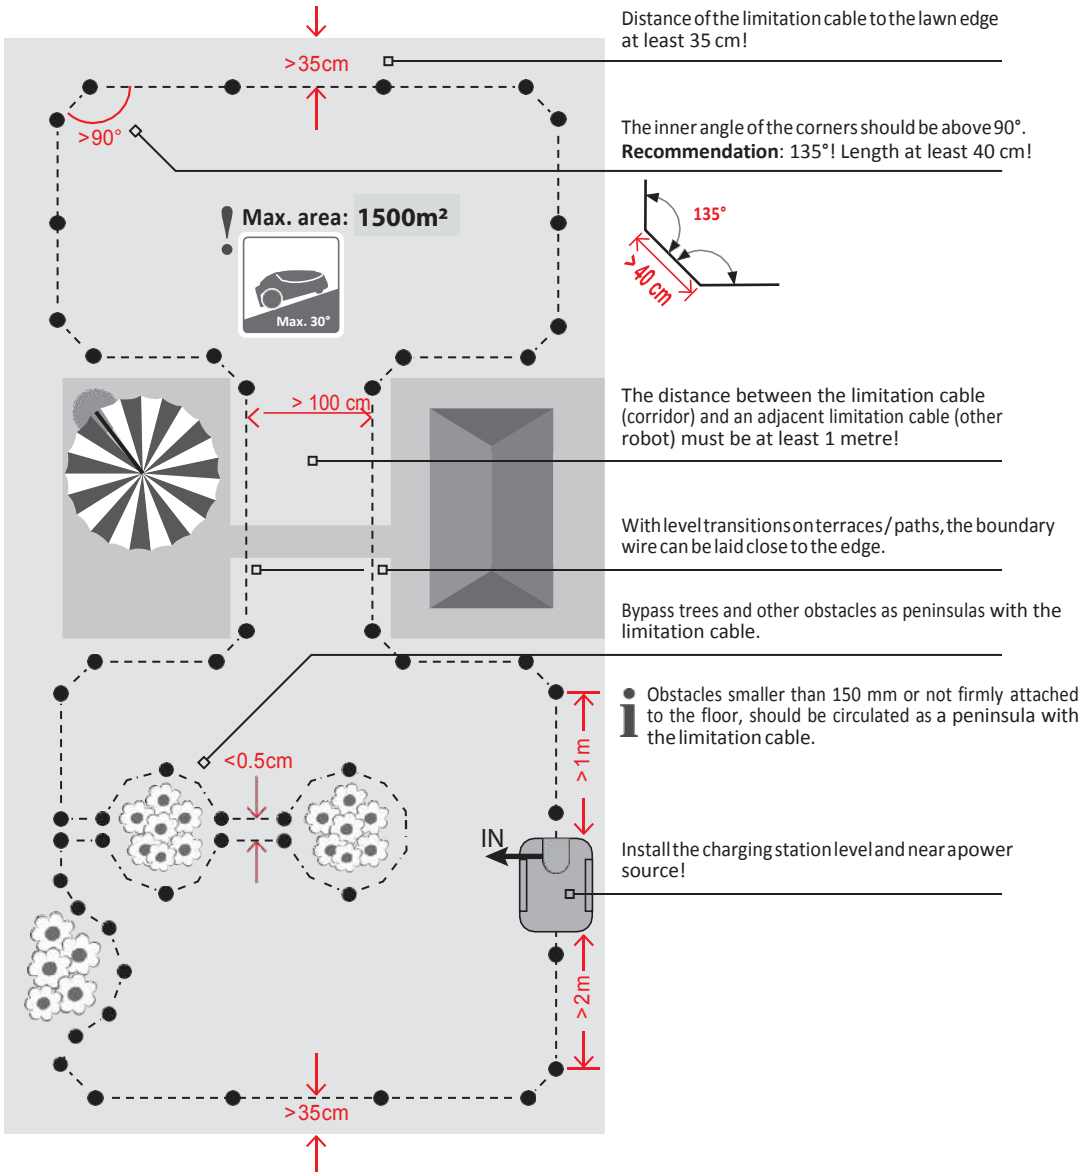 Distance of the limitation cable to the lawn edge
at least 35 cm!
>35cm
>90°
The inner angle of the corners should be above 90°.
Recommendation: 135°! Length at least 40 cm!
135°
> 40 cm
! Max. area: 1500m²
Max. 30°
> 100 cm
The distance between the limitation cable
(corridor) and an adjacent limitation cable (other
robot) must be at least 1 metre!
With level transitions on terraces / paths, the boundary
wire can be laid close to the edge.
Bypass trees and other obstacles as peninsulas with the
limitation cable.
i Obstacles smaller than 150 mm or not firmly attached
to the floor, should be circulated as a peninsula with
the limitation cable.
<0.5cm
>1m
IN
Install the charging station level and near a power
source!
>2m
>35cm